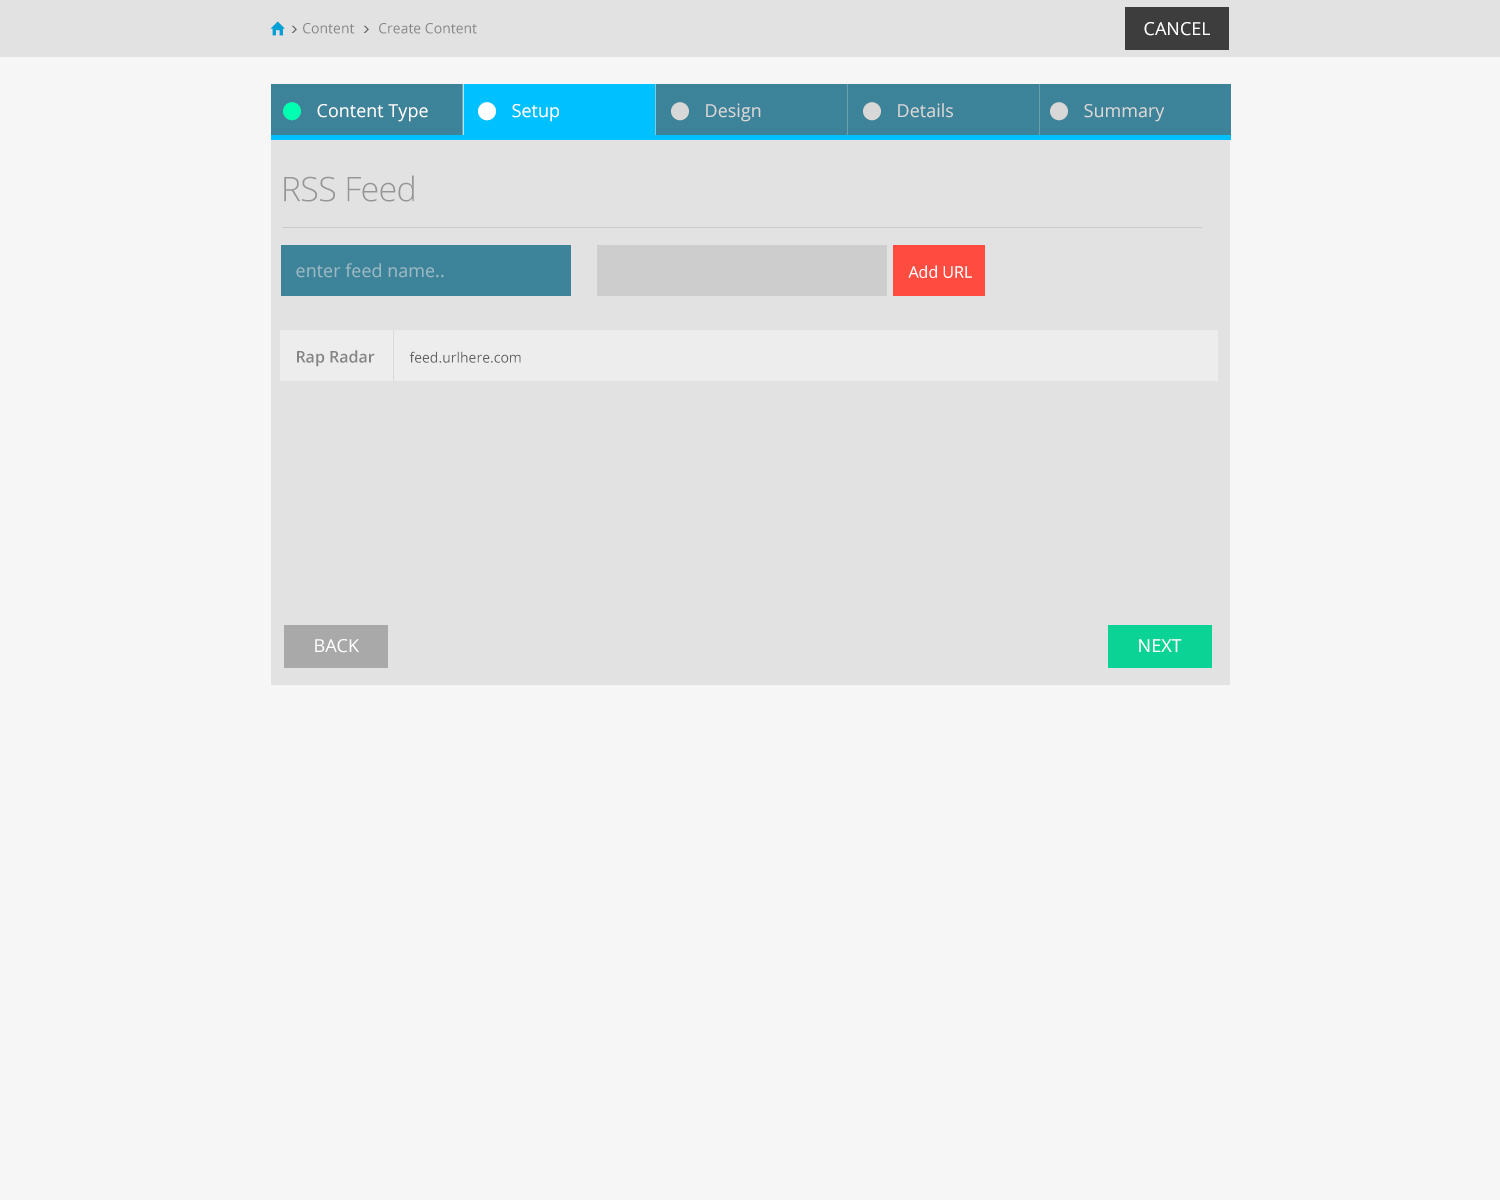 Content Create Content CANCEL
Content Type Setup Design Details Summary
RSS Feed
enter feed name.. Add URL
Rap Radar feed.urlhere.com
BACK NEXT